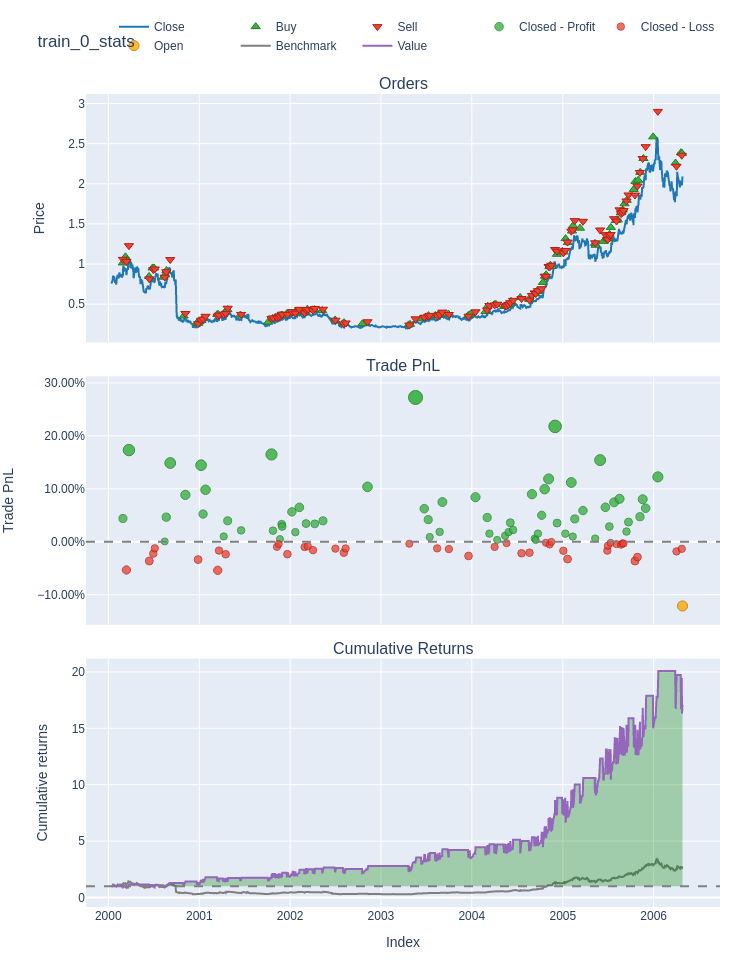 Close Buy Sell Closed - Profit Closed - Loss
train_0_stats
Open Benchmark Value
Orders
3
2.5
2
1.5
1
0.5
Price
Trade PnL
30.00%
20.00%
10.00%
0.00%
−10.00%
Trade PnL
Cumulative Returns
20
15
10
5
0
Cumulative returns
2000 2001 2002 2003 2004 2005 2006
Index